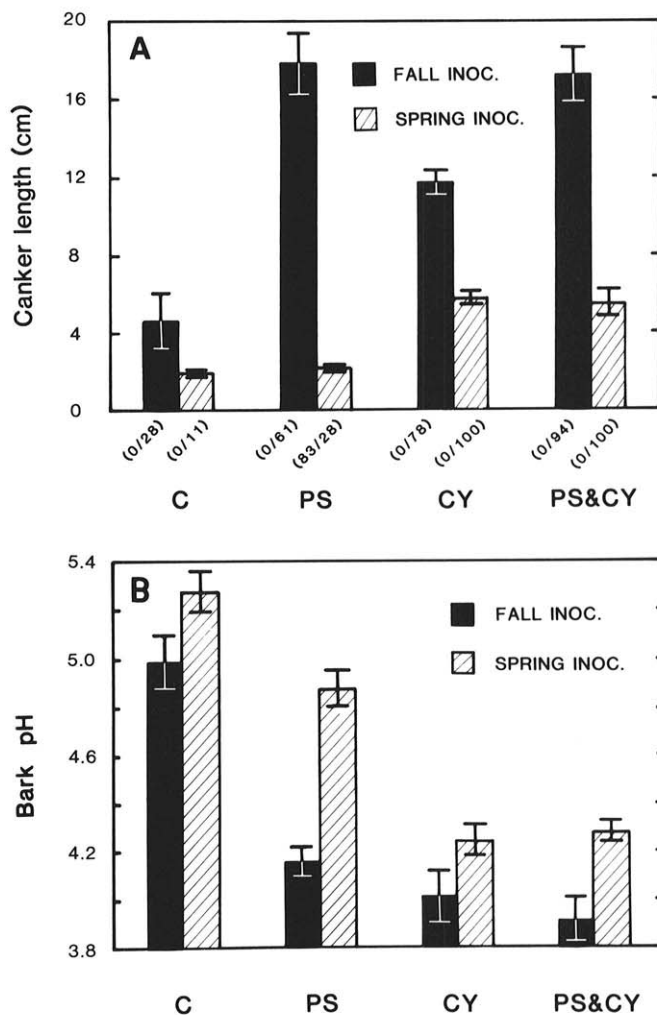 A
20
16
12
8
4
0
Canker length (cm)
FALL INOC.
SPRING INOC.
(0/28) (0/11) (0/61) (83/28) (0/78) (0/100) (0/94) (0/100)
C PS CY PS&CY
B
5.4
5.0
4.6
4.2
3.8
Bark pH
FALL INOC.
SPRING INOC.
C PS CY PS&CY